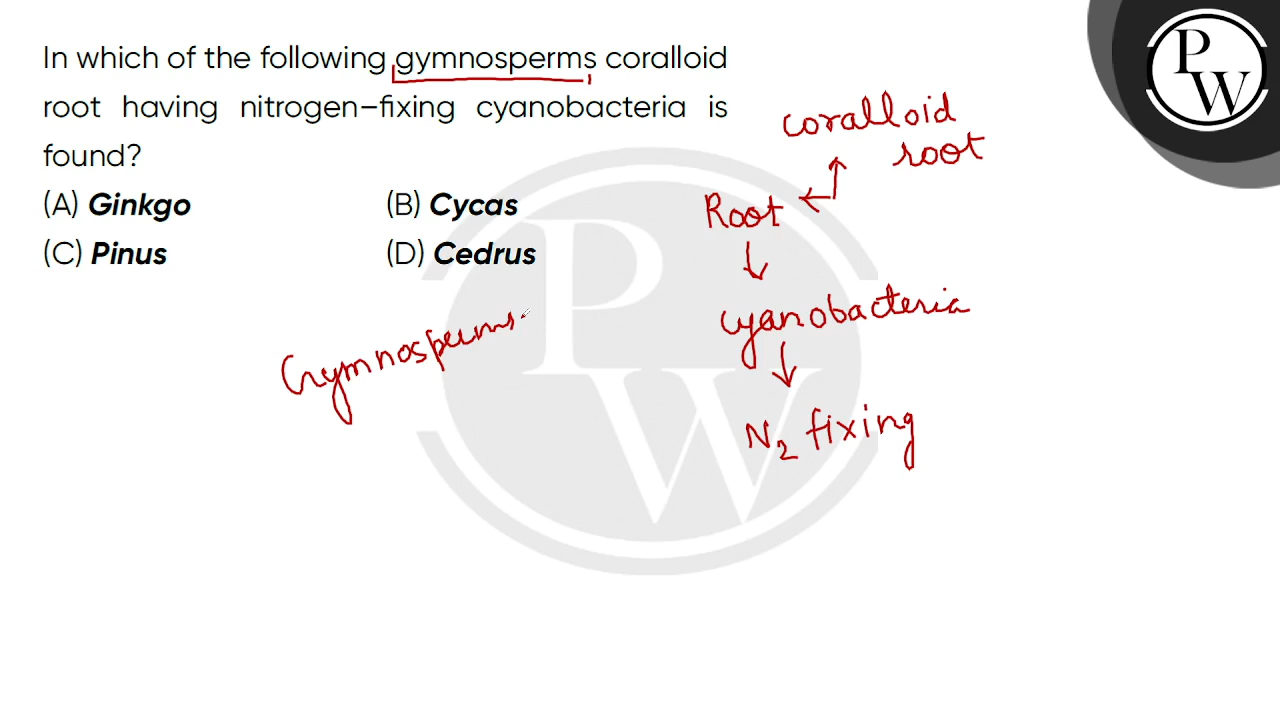 In which of the following gymnosperms coralloid
root having nitrogen–fixing cyanobacteria is
found?
(A) Ginkgo (B) Cycas
(C) Pinus (D) Cedrus
P
W
coralloid
root
Root
cyanobacteria
N2 fixing
Gymnosperms
P
W